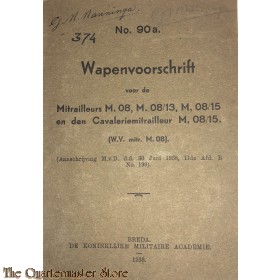 No. 90a.
374
Wapenvoorschrift
voor de
Mitrailleurs M. 08, M. 08/13, M. 08/15
en den Cavaleriemitrailleur M, 08/15.
(W.V. mitr. M. 08).
BREDA.
DE KONINKLIJKE MILITAIRE ACADEMIE.
The Quartermaster's Store